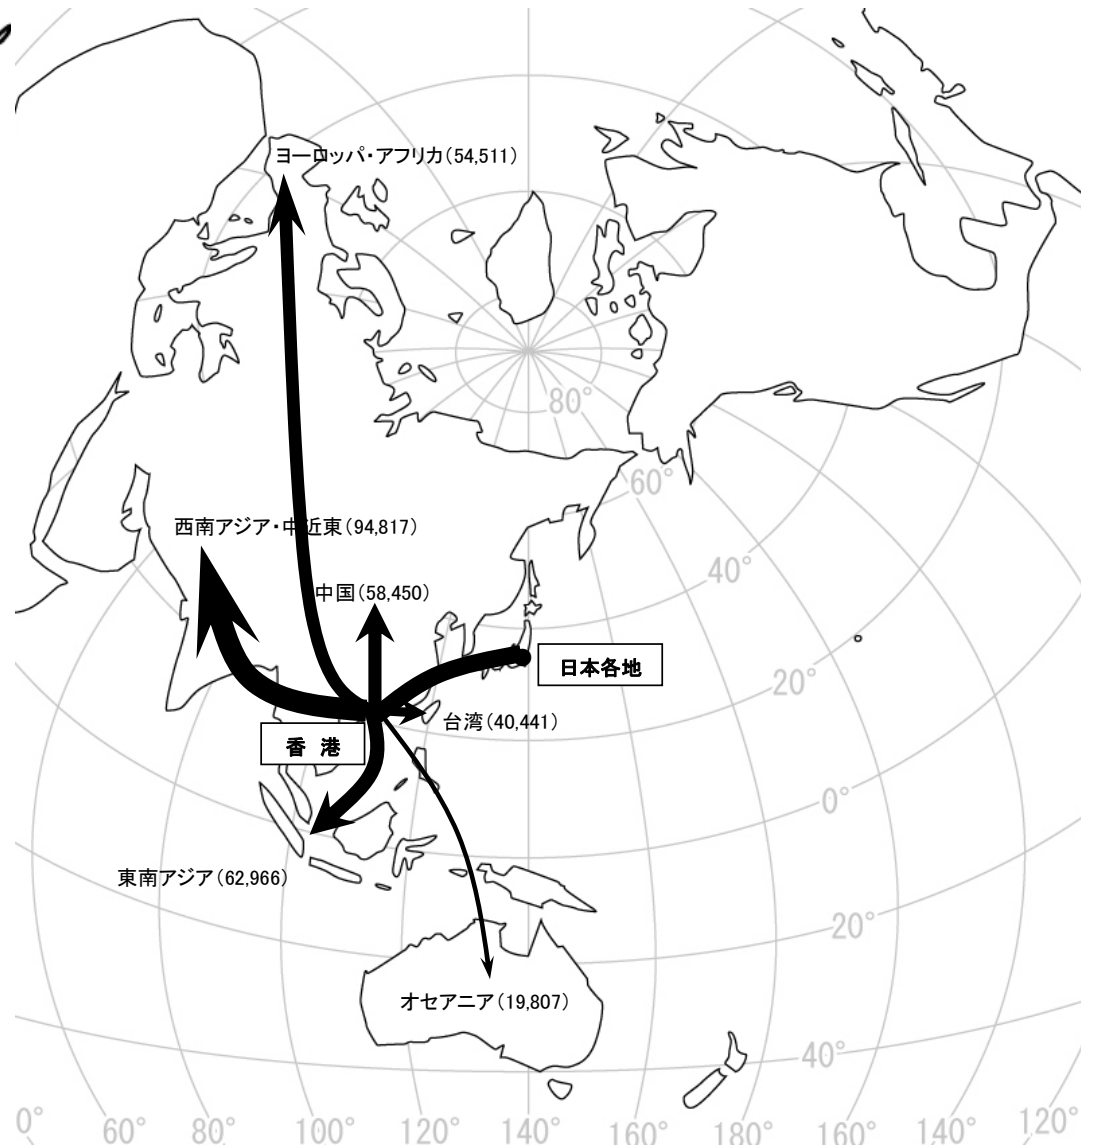 ヨーロッパ・アフリカ(54,511)
80°
60°
西南アジア・中近東(94,817)
40°
中国(58,450)
日本各地
20°
台湾(40,441)
香 港
0°
東南アジア(62,966)
20°
オセアニア(19,807)
40°
0°
60°
80°
100°
120°
140°
160°
180°
160°
140°
120°